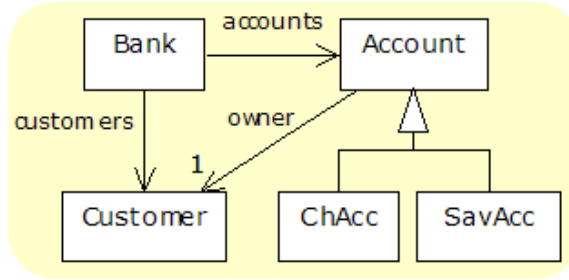 Bank
accounts
Account
customers
owner
1
Customer
ChAcc
SavAcc